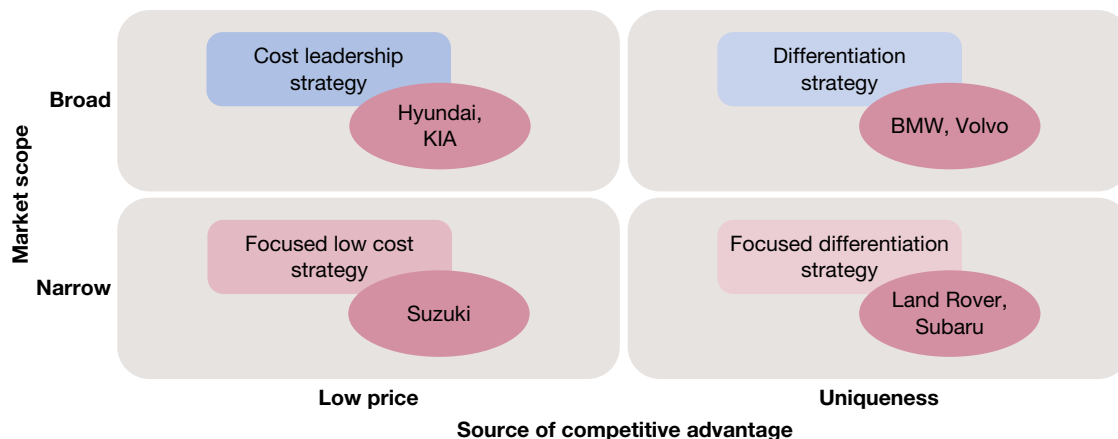 Cost leadership
strategy
Differentiation
strategy
Broad
Hyundai,
KIA
BMW, Volvo
Market scope
Focused low cost
strategy
Focused differentiation
strategy
Narrow
Suzuki
Land Rover,
Subaru
Low price
Uniqueness
Source of competitive advantage